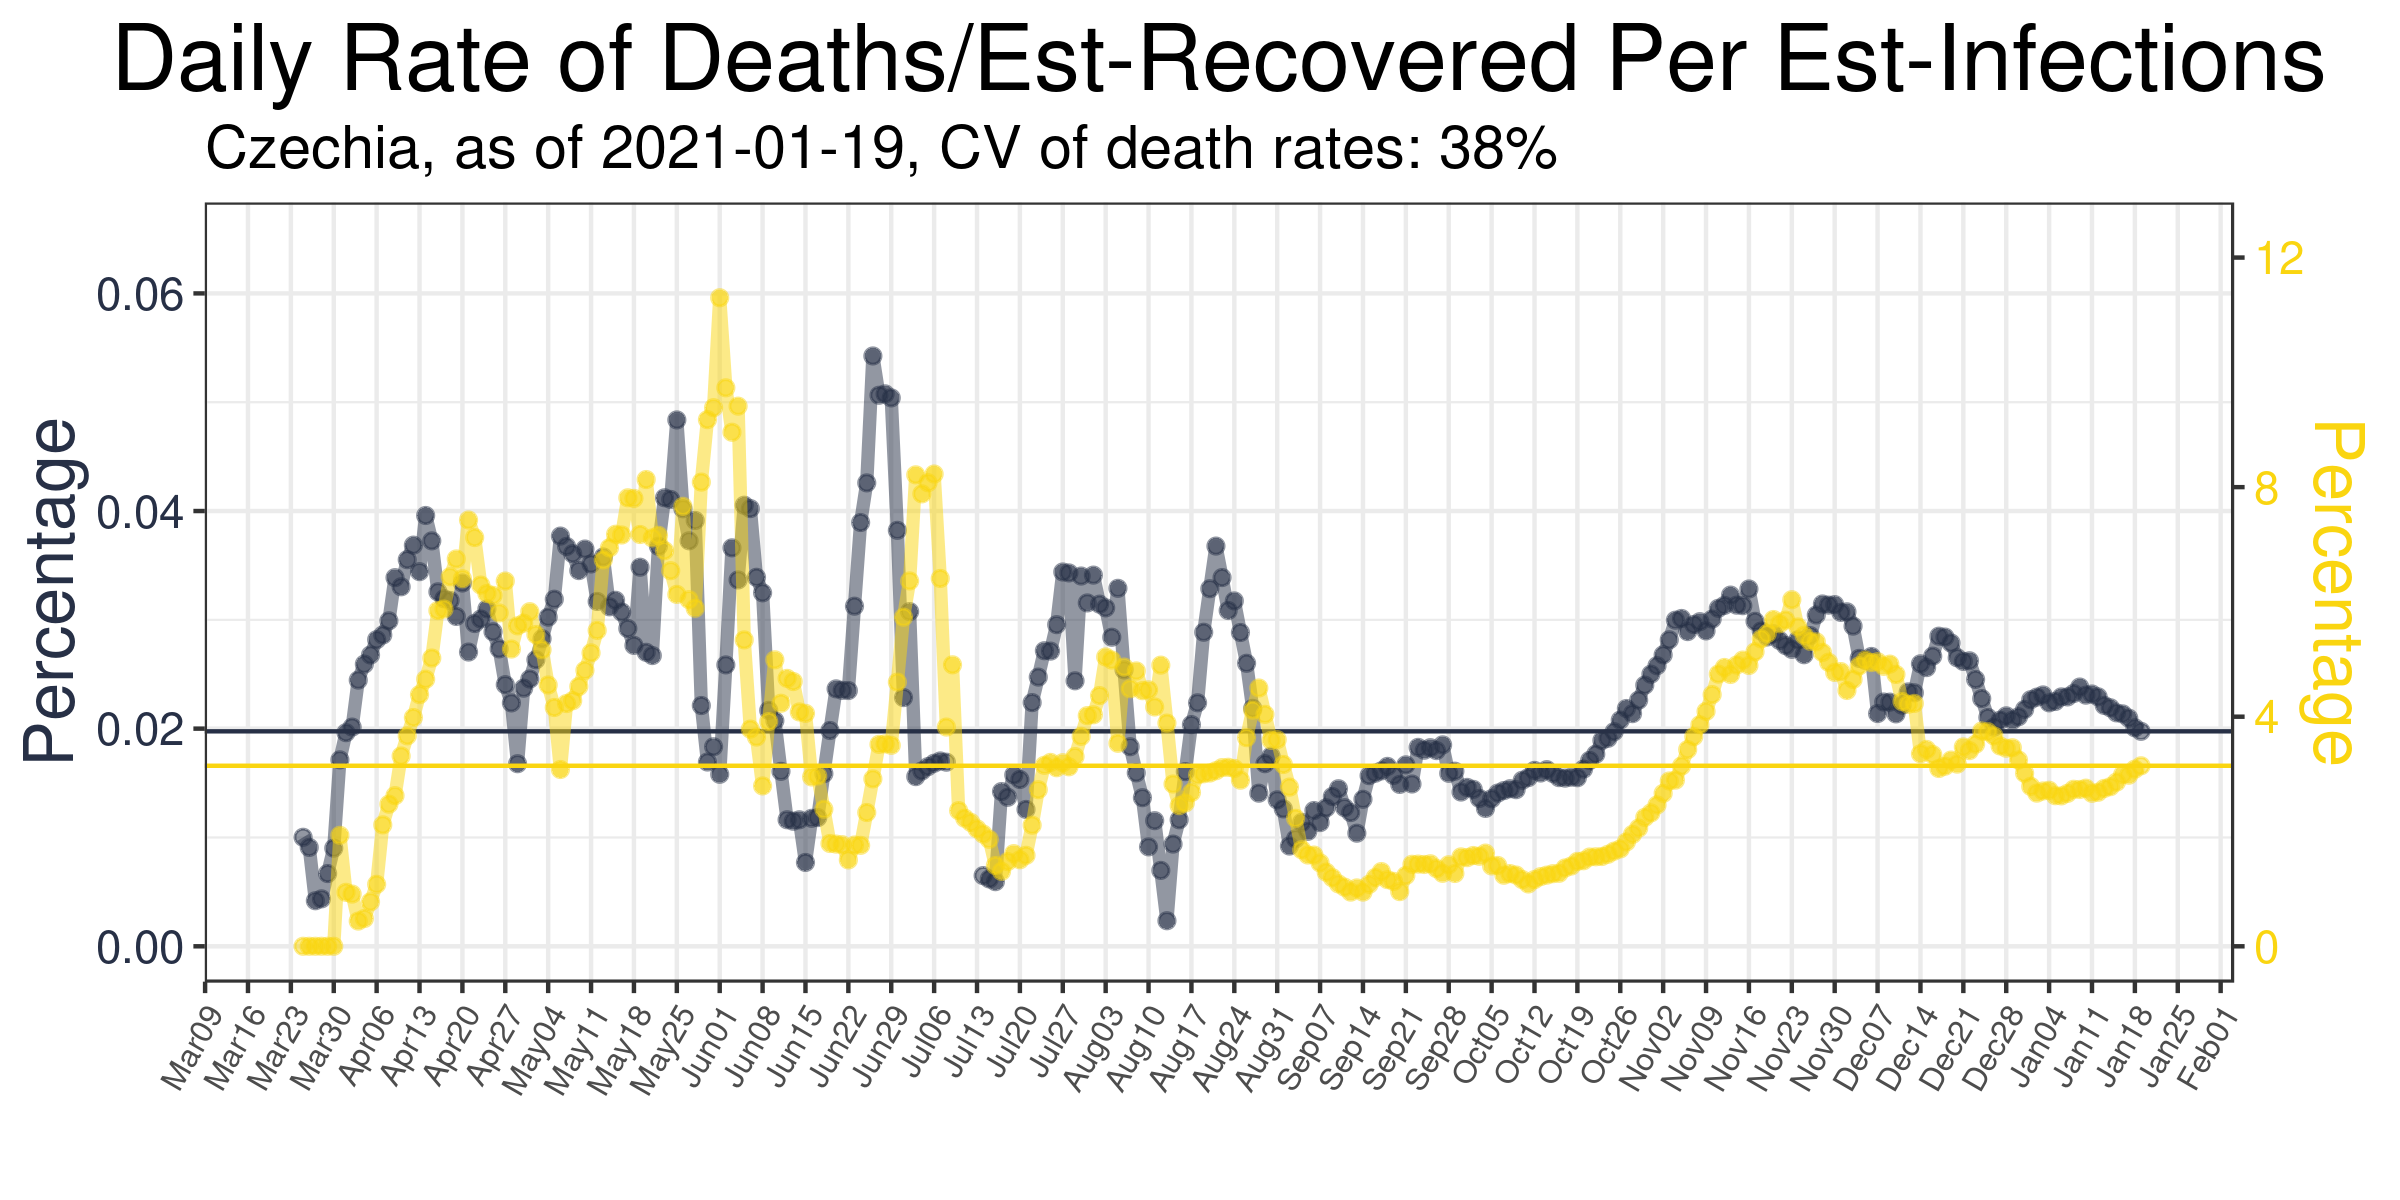 Daily Rate of Deaths/Est-Recovered Per Est-Infections
Czechia, as of 2021-01-19, CV of death rates: 38%
Percentage
0.06
0.04
0.02
0.00
12
8
4
0
Percentage
Mar09
Mar16
Mar23
Mar30
Apr06
Apr13
Apr20
Apr27
May04
May11
May18
May25
Jun01
Jun08
Jun15
Jun22
Jun29
Jul06
Jul13
Jul20
Jul27
Aug03
Aug10
Aug17
Aug24
Aug31
Sep07
Sep14
Sep21
Sep28
Oct05
Oct12
Oct19
Oct26
Nov02
Nov09
Nov16
Nov23
Nov30
Dec07
Dec14
Dec21
Dec28
Jan04
Jan11
Jan18
Jan25
Feb01